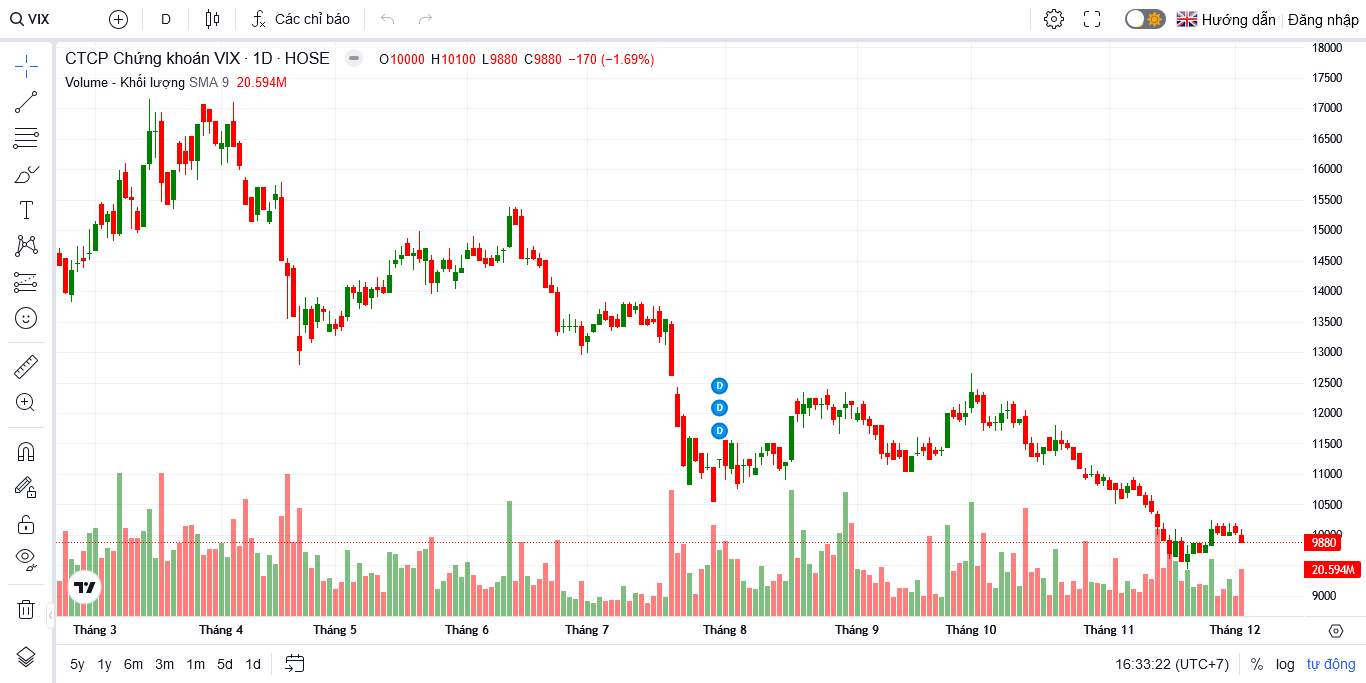 VIX D Các chỉ báo Hướng dẫn Đăng nhập
CTCP Chứng khoán VIX · 1D · HOSE O10000 H10100 L9880 C9880 −170 (−1.69%)
Volume - Khối lượng SMA 9 20.594M
18000
17500
17000
16500
16000
15500
15000
14500
14000
13500
13000
12500
12000
11500
11000
10500
10000
9880
20.594M
9000
D
D
D
Tháng 3 Tháng 4 Tháng 5 Tháng 6 Tháng 7 Tháng 8 Tháng 9 Tháng 10 Tháng 11 Tháng 12
5y 1y 6m 3m 1m 5d 1d 16:33:22 (UTC+7) % log tự động